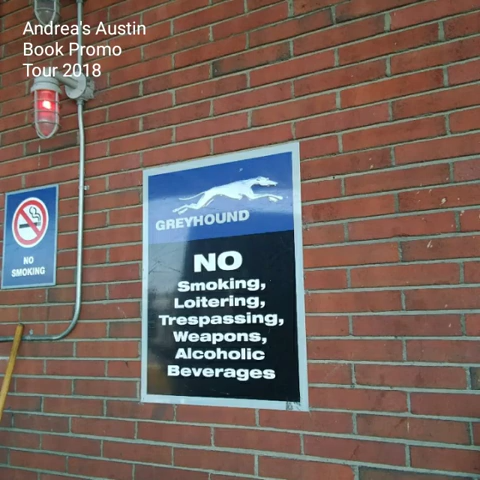 Andrea's Austin
Book Promo
Tour 2018
GREYHOUND
NO
Smoking,
Loitering,
Trespassing,
Weapons,
Alcoholic
Beverages
NO
SMOKING